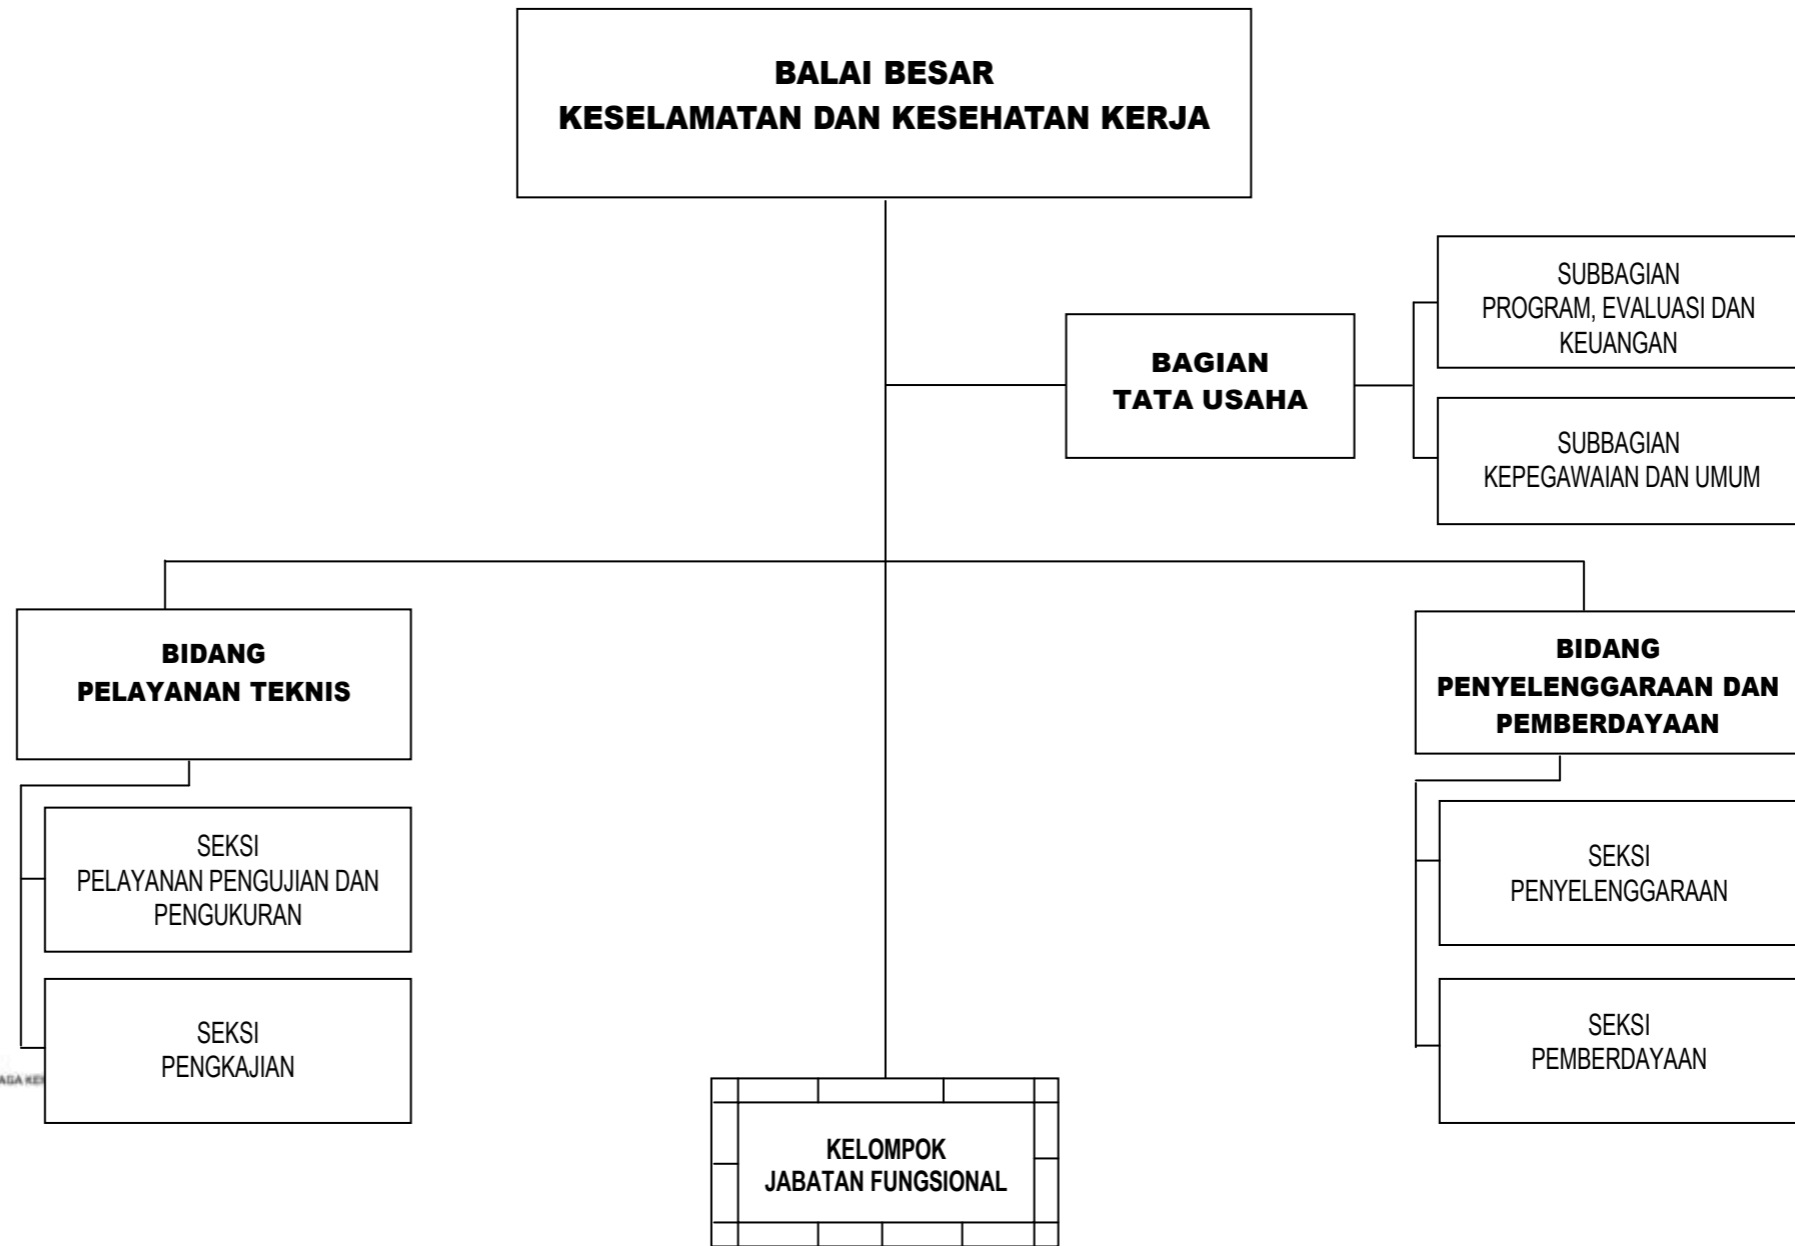 BALAI BESAR
KESELAMATAN DAN KESEHATAN KERJA
SUBBAGIAN
PROGRAM, EVALUASI DAN
KEUANGAN
BAGIAN
TATA USAHA
SUBBAGIAN
KEPEGAWAIAN DAN UMUM
BIDANG
PELAYANAN TEKNIS
BIDANG
PENYELENGGARAAN DAN
PEMBERDAYAAN
SEKSI
PELAYANAN PENGUJIAN DAN
PENGUKURAN
SEKSI
PENYELENGGARAAN
SEKSI
PENGKAJIAN
SEKSI
PEMBERDAYAAN
KELOMPOK
JABATAN FUNGSIONAL